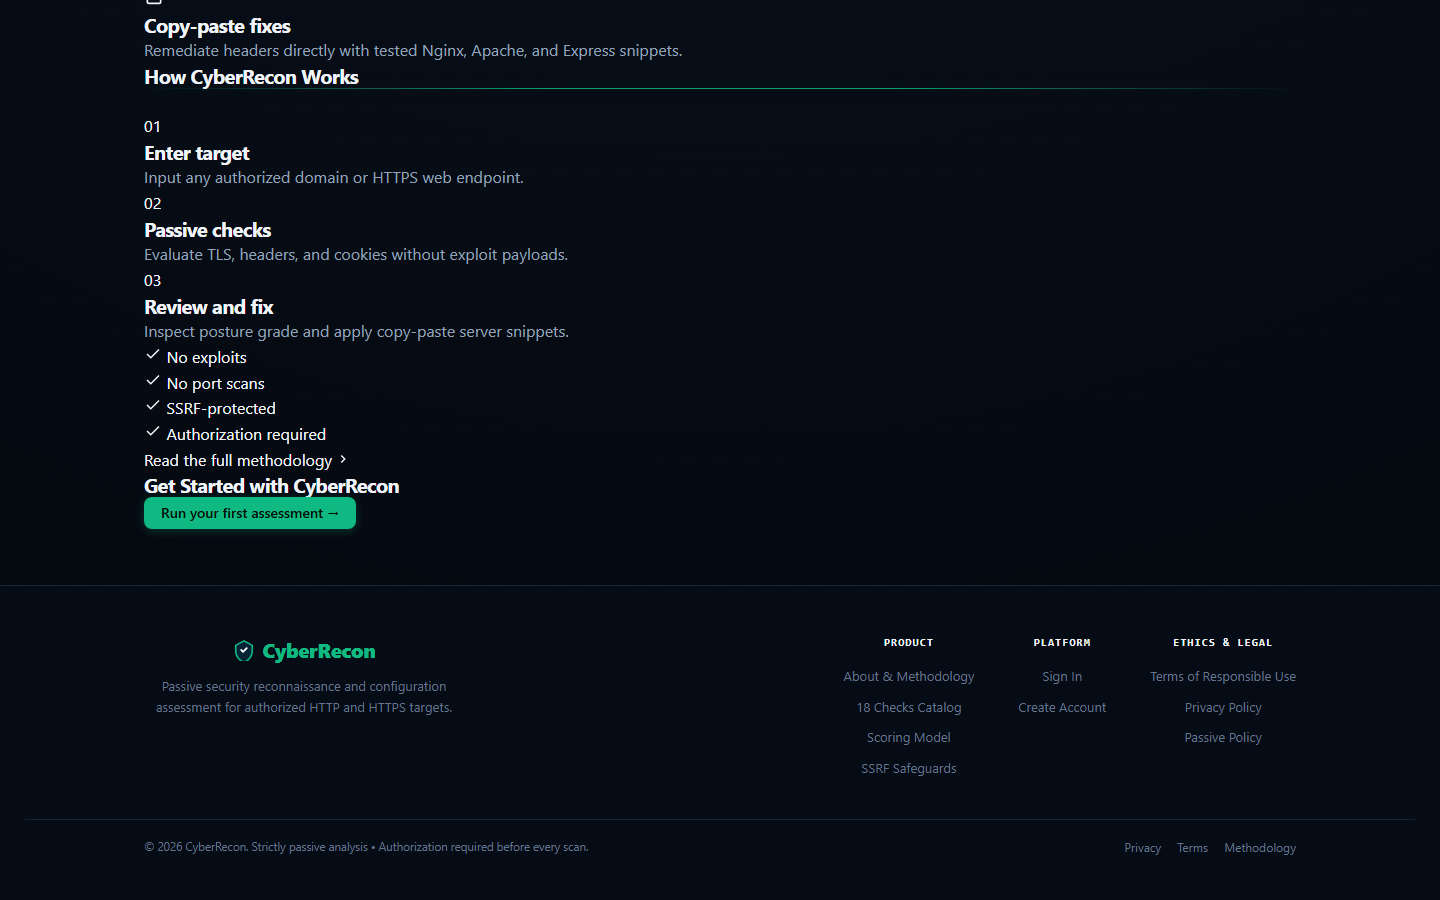 Copy-paste fixes
Remediate headers directly with tested Nginx, Apache, and Express snippets.
How CyberRecon Works
01
Enter target
Input any authorized domain or HTTPS web endpoint.
02
Passive checks
Evaluate TLS, headers, and cookies without exploit payloads.
03
Review and fix
Inspect posture grade and apply copy-paste server snippets.
No exploits
No port scans
SSRF-protected
Authorization required
Read the full methodology
Get Started with CyberRecon
Run your first assessment →
CyberRecon
Passive security reconnaissance and configuration
assessment for authorized HTTP and HTTPS targets.
PRODUCT
About & Methodology
18 Checks Catalog
Scoring Model
SSRF Safeguards
PLATFORM
Sign In
Create Account
ETHICS & LEGAL
Terms of Responsible Use
Privacy Policy
Passive Policy
© 2026 CyberRecon. Strictly passive analysis • Authorization required before every scan.
Privacy Terms Methodology